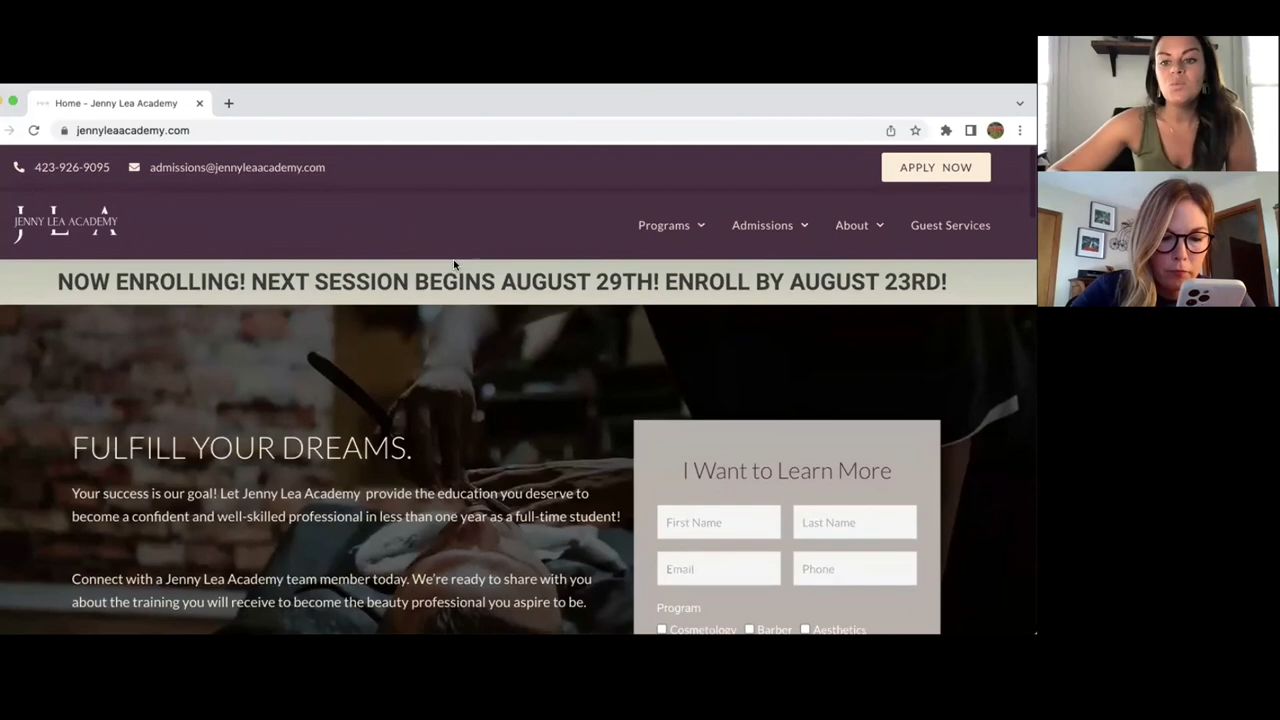 Home - Jenny Lea Academy
jennyleaacademy.com
423-926-9095 admissions@jennyleaacademy.com APPLY NOW
JENNY LEA ACADEMY
J L A
Programs Admissions About Guest Services
NOW ENROLLING! NEXT SESSION BEGINS AUGUST 29TH! ENROLL BY AUGUST 23RD!
FULFILL YOUR DREAMS.
Your success is our goal! Let Jenny Lea Academy provide the education you deserve to
become a confident and well-skilled professional in less than one year as a full-time student!
Connect with a Jenny Lea Academy team member today. We're ready to share with you
about the training you will receive to become the beauty professional you aspire to be.
I Want to Learn More
First Name Last Name
Email Phone
Program
Cosmetology Barber Aesthetics